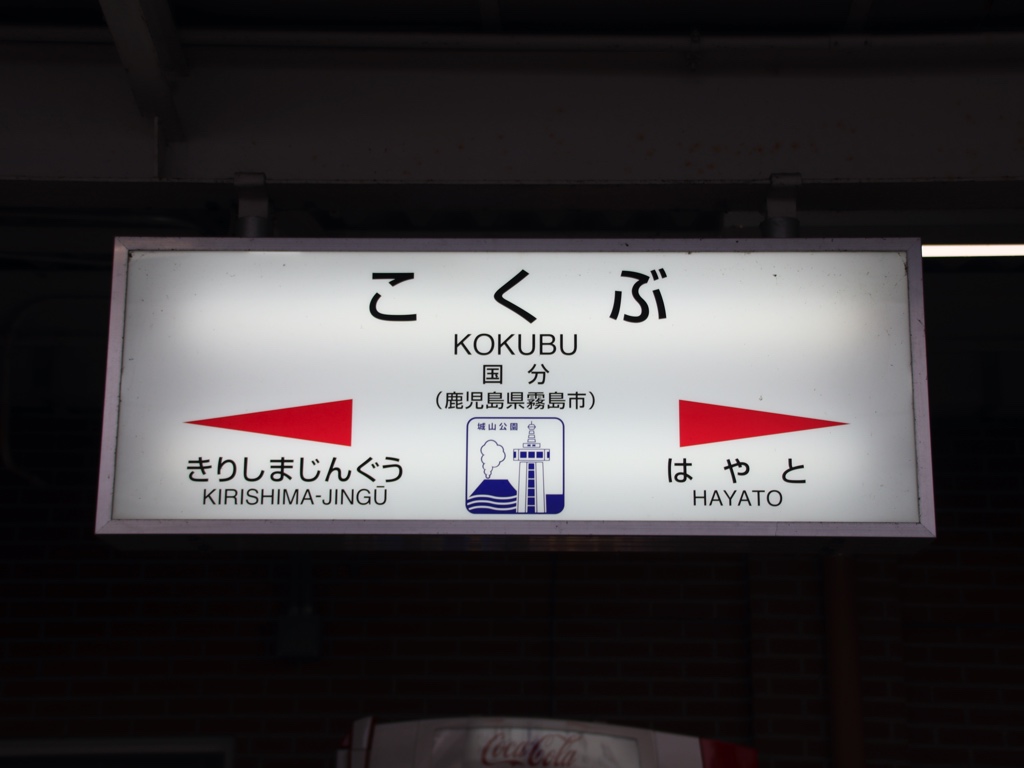 こくぶ
KOKUBU
国分
（鹿児島県霧島市）
城山公園
きりしまじんぐう
KIRISHIMA-JINGŪ
はやと
HAYATO
Coca-Cola